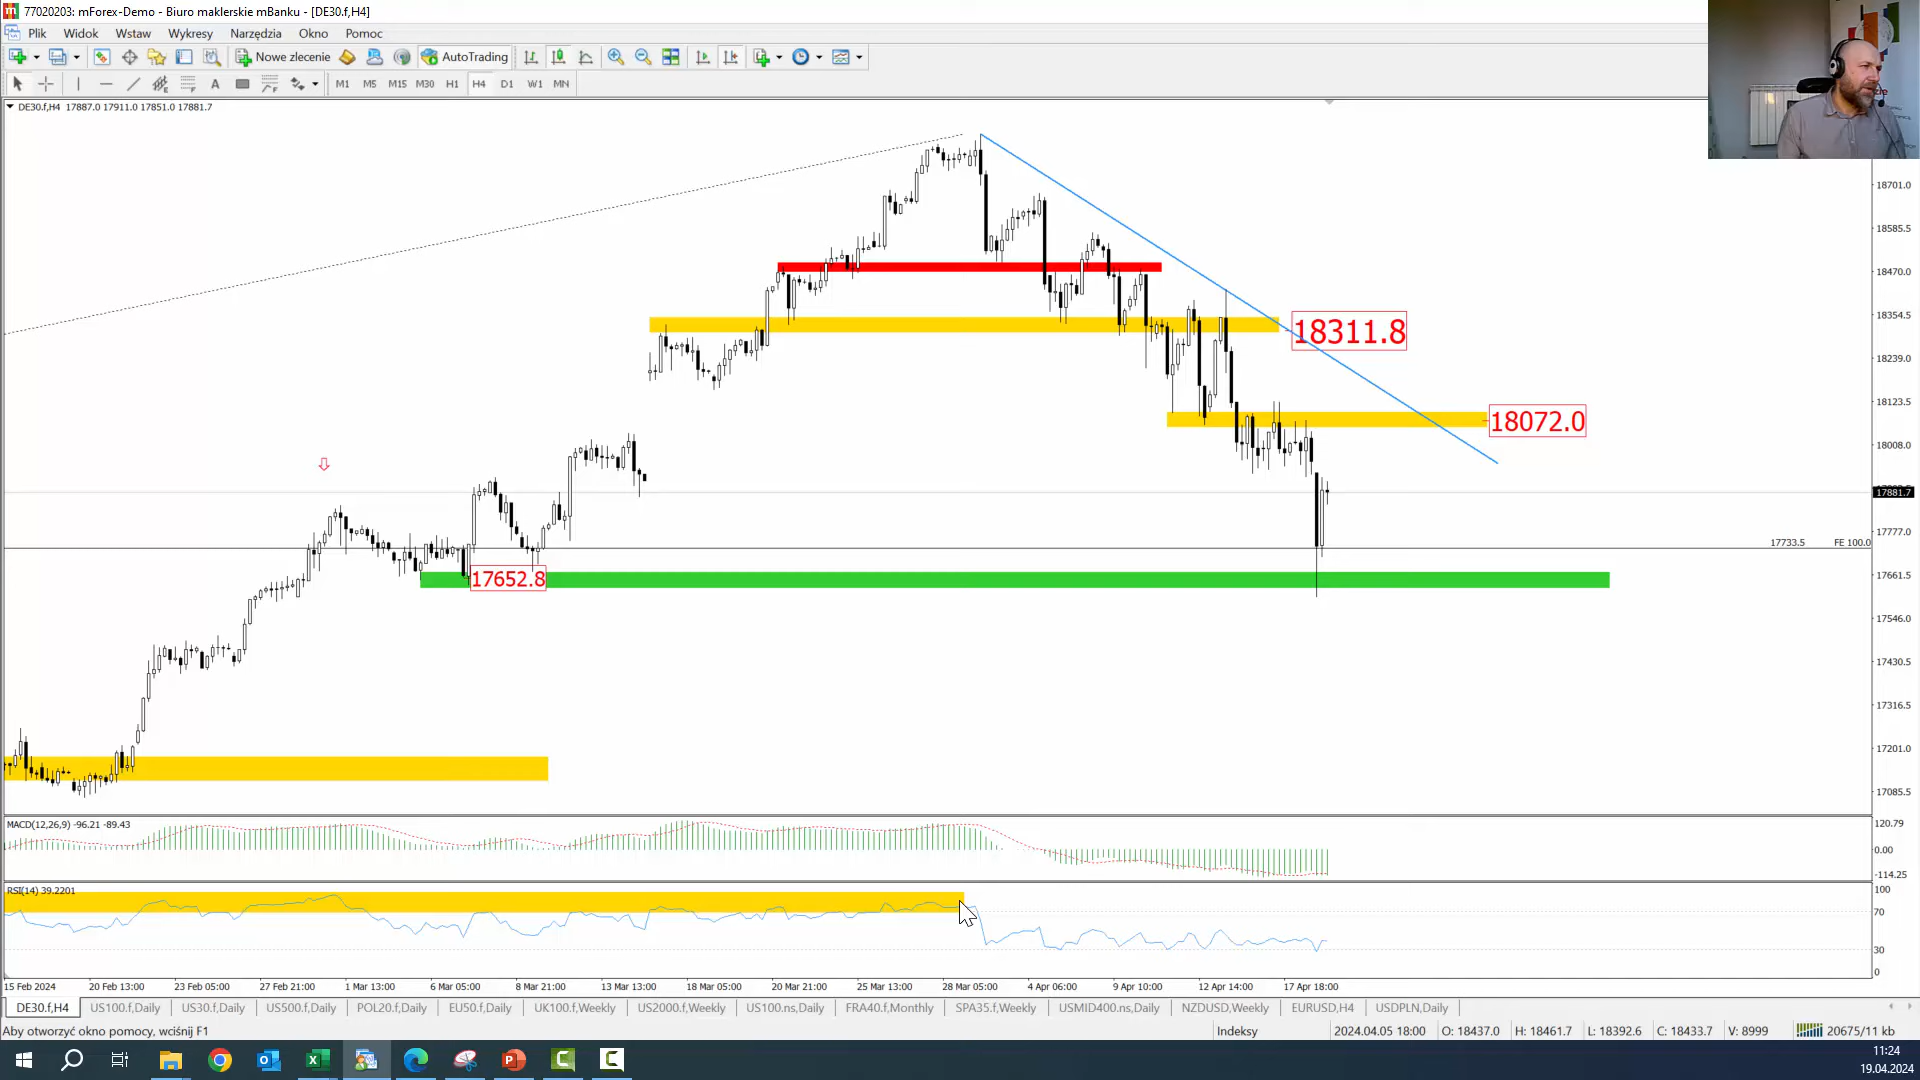 77020203: mForex-Demo - Biuro maklerskie mBanku - [DE30.f,H4]
Plik Widok Wstaw Wykresy Narzędzia Okno Pomoc
Nowe zlecenie AutoTrading
A M1 M5 M15 M30 H1 H4 D1 W1 MN
DE30.f,H4 17887.0 17911.0 17851.0 17881.7
18701.0
18585.5
18470.0
18354.5
18311.8
18239.0
18123.5
18072.0
18008.0
17881.7
17777.0
17733.5 FE 100.0
17661.5
17652.8
17546.0
17430.5
17316.5
17201.0
17085.5
MACD(12,26,9) -96.21 -89.43
120.79
0.00
-114.25
RSI(14) 39.2201
100
70
30
0
15 Feb 2024 20 Feb 13:00 23 Feb 05:00 27 Feb 21:00 1 Mar 13:00 6 Mar 05:00 8 Mar 21:00 13 Mar 13:00 18 Mar 05:00 20 Mar 21:00 25 Mar 13:00 28 Mar 05:00 4 Apr 06:00 9 Apr 10:00 12 Apr 14:00 17 Apr 18:00
DE30.f,H4 US100.f,Daily US30.f,Daily US500.f,Daily POL20.f,Daily EU50.f,Daily UK100.f,Weekly US2000.f,Weekly US100.ns,Daily FRA40.f,Monthly SPA35.f,Weekly USMID400.ns,Daily NZDUSD,Weekly EURUSD,H4 USDPLN,Daily
Aby otworzyć okno pomocy, wciśnij F1 Indeksy 2024.04.05 18:00 O: 18437.0 H: 18461.7 L: 18392.6 C: 18433.7 V: 8999 20675/11 kb
11:24
19.04.2024